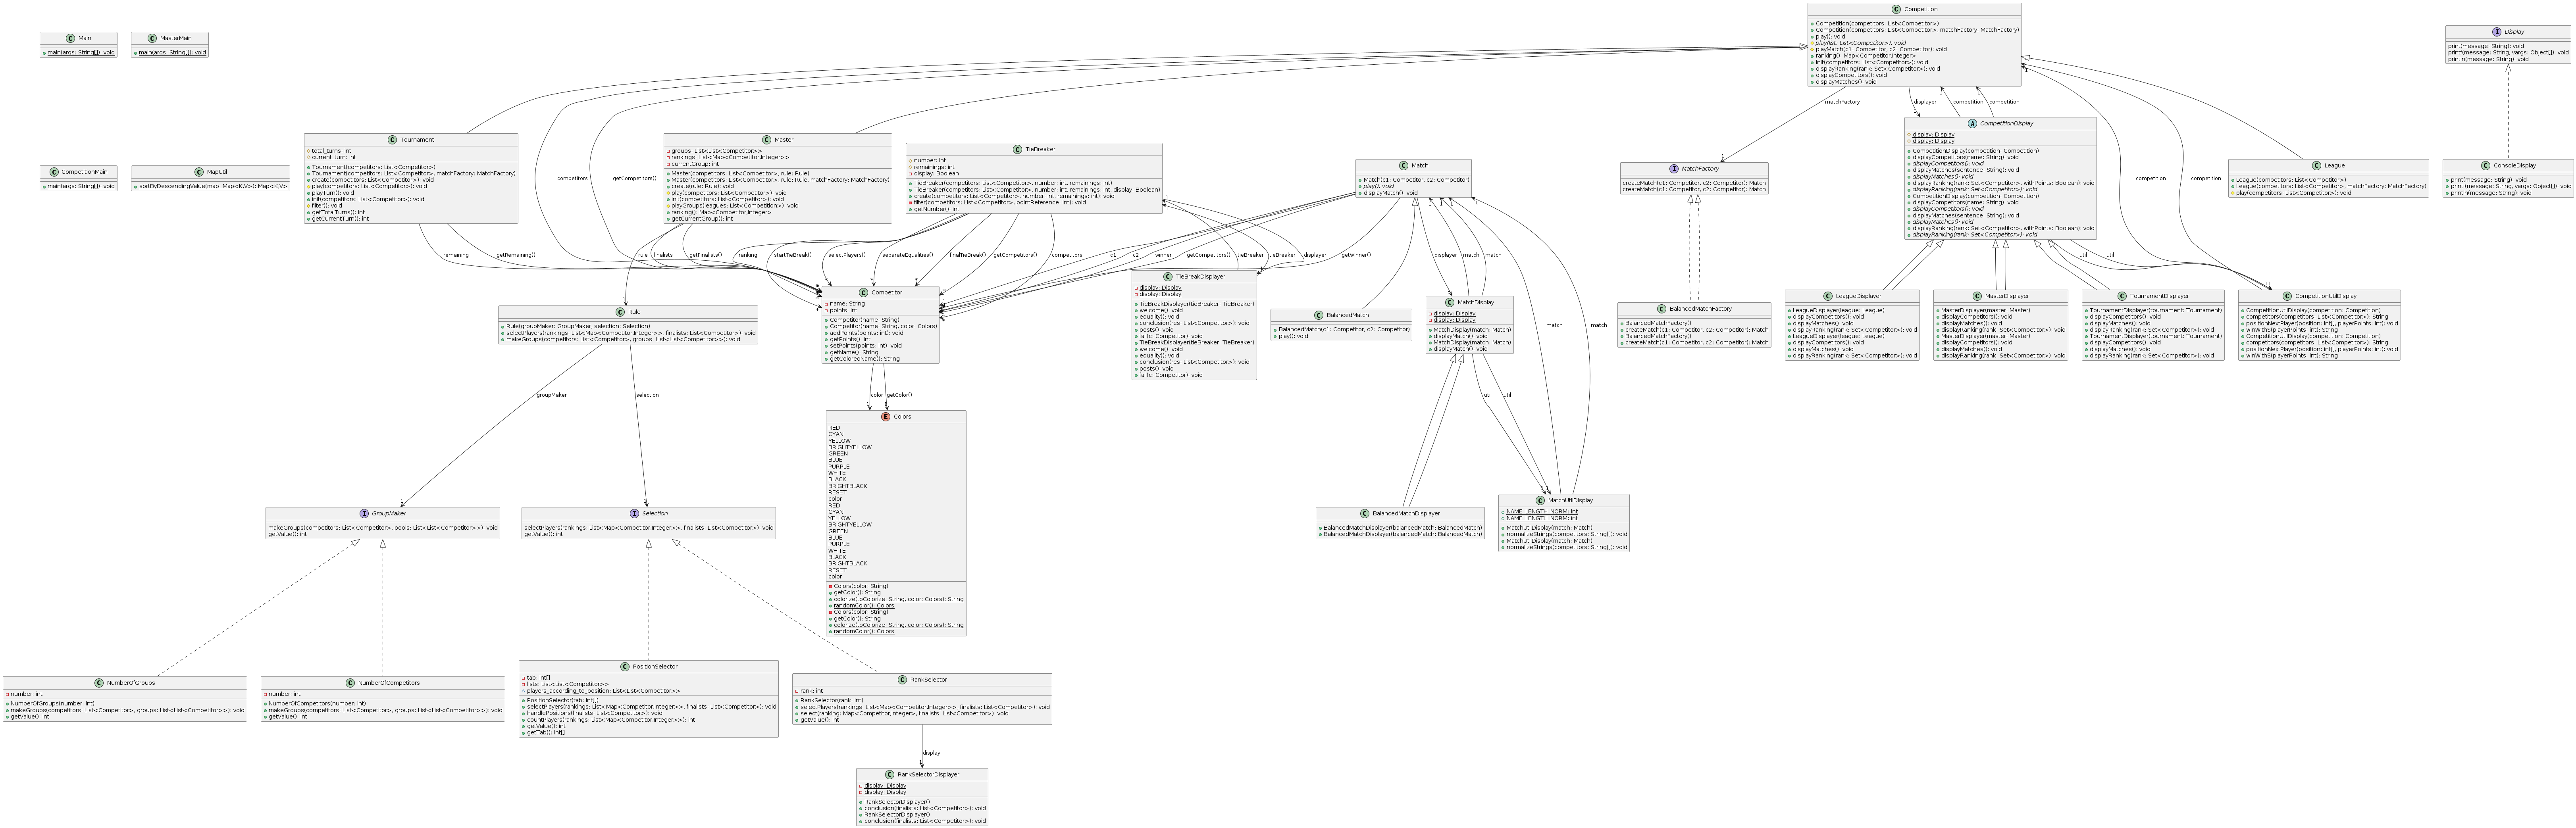 Main
main(args: String[]): void
MasterMain
main(args: String[]): void
CompetitionMain
main(args: String[]): void
MapUtil
sortByDescendingValue(map: Map<K,V>): Map<K,V>
Competition
Competition(competitors: List<Competitor>)
Competition(competitors: List<Competitor>, matchFactory: MatchFactory)
play(): void
play(list: List<Competitor>): void
playMatch(c1: Competitor, c2: Competitor): void
ranking(): Map<Competitor,Integer>
init(competitors: List<Competitor>): void
displayRanking(rank: Set<Competitor>): void
displayCompetitors(): void
displayMatches(): void
Display
print(message: String): void
printf(message: String, vargs: Object[]): void
println(message: String): void
ConsoleDisplay
print(message: String): void
printf(message: String, vargs: Object[]): void
println(message: String): void
matchFactory
1
displayer
1
1
competition
1
competition
1
competition
1
competition
competitors
getCompetitors()
Tournament
total_turns: int
current_turn: int
Tournament(competitors: List<Competitor>)
Tournament(competitors: List<Competitor>, matchFactory: MatchFactory)
create(competitors: List<Competitor>): void
play(competitors: List<Competitor>): void
playTurn(): void
init(competitors: List<Competitor>): void
filter(): void
getTotalTurns(): int
getCurrentTurn(): int
Master
groups: List<List<Competitor>>
rankings: List<Map<Competitor,Integer>>
currentGroup: int
Master(competitors: List<Competitor>, rule: Rule)
Master(competitors: List<Competitor>, rule: Rule, matchFactory: MatchFactory)
create(rule: Rule): void
play(competitors: List<Competitor>): void
init(competitors: List<Competitor>): void
playGroups(leagues: List<Competitor>): void
ranking(): Map<Competitor,Integer>
getCurrentGroup(): int
TieBreaker
number: int
remainings: int
display: Boolean
TieBreaker(competitors: List<Competitor>, number: int, remainings: int)
TieBreaker(competitors: List<Competitor>, number: int, remainings: int, display: Boolean)
create(competitors: List<Competitor>, number: int, remainings: int): void
filter(competitors: List<Competitor>, pointReference: int): void
getNumber(): int
Match
Match(c1: Competitor, c2: Competitor)
play(): void
displayMatch(): void
MatchFactory
createMatch(c1: Competitor, c2: Competitor): Match
createMatch(c1: Competitor, c2: Competitor): Match
CompetitionDisplay
display: Display
display: Display
CompetitionDisplay(competition: Competition)
displayCompetitors(name: String): void
displayCompetitors(): void
displayMatches(sentence: String): void
displayMatches(): void
displayRanking(rank: Set<Competitor>, withPoints: Boolean): void
displayRanking(rank: Set<Competitor>): void
CompetitionDisplay(competition: Competition)
displayCompetitors(name: String): void
displayCompetitors(): void
displayMatches(sentence: String): void
displayMatches(): void
displayRanking(rank: Set<Competitor>, withPoints: Boolean): void
displayRanking(rank: Set<Competitor>): void
League
League(competitors: List<Competitor>)
League(competitors: List<Competitor>, matchFactory: MatchFactory)
play(competitors: List<Competitor>): void
remaining
getRemaining()
rule
1
finalists
getFinalists()
ranking
startTieBreak()
selectPlayers()
separateEqualities()
finalTieBreak()
getCompetitors()
competitors
tieBreaker
1
tieBreaker
1
displayer
1
c1
c2
winner
getCompetitors()
getWinner()
displayer
1
match
1
match
1
match
1
match
1
util
util
Competitor
name: String
points: int
Competitor(name: String)
Competitor(name: String, color: Colors)
addPoints(points: int): void
getPoints(): int
setPoints(points: int): void
getName(): String
getColoredName(): String
Rule
Rule(groupMaker: GroupMaker, selection: Selection)
selectPlayers(rankings: List<Map<Competitor,Integer>>, finalists: List<Competitor>): void
makeGroups(competitors: List<Competitor>, groups: List<List<Competitor>>): void
TieBreakDisplayer
display: Display
display: Display
TieBreakDisplayer(tieBreaker: TieBreaker)
welcome(): void
equality(): void
conclusion(res: List<Competitor>): void
posts(): void
fall(c: Competitor): void
TieBreakDisplayer(tieBreaker: TieBreaker)
welcome(): void
equality(): void
conclusion(res: List<Competitor>): void
posts(): void
fall(c: Competitor): void
BalancedMatch
BalancedMatch(c1: Competitor, c2: Competitor)
play(): void
MatchDisplay
display: Display
display: Display
MatchDisplay(match: Match)
displayMatch(): void
MatchDisplay(match: Match)
displayMatch(): void
BalancedMatchFactory
BalancedMatchFactory()
createMatch(c1: Competitor, c2: Competitor): Match
BalancedMatchFactory()
createMatch(c1: Competitor, c2: Competitor): Match
LeagueDisplayer
LeagueDisplayer(league: League)
displayCompetitors(): void
displayMatches(): void
displayRanking(rank: Set<Competitor>): void
LeagueDisplayer(league: League)
displayCompetitors(): void
displayMatches(): void
displayRanking(rank: Set<Competitor>): void
MasterDisplayer
MasterDisplayer(master: Master)
displayCompetitors(): void
displayMatches(): void
displayRanking(rank: Set<Competitor>): void
MasterDisplayer(master: Master)
displayCompetitors(): void
displayMatches(): void
displayRanking(rank: Set<Competitor>): void
TournamentDisplayer
TournamentDisplayer(tournament: Tournament)
displayCompetitors(): void
displayMatches(): void
displayRanking(rank: Set<Competitor>): void
TournamentDisplayer(tournament: Tournament)
displayCompetitors(): void
displayMatches(): void
displayRanking(rank: Set<Competitor>): void
CompetitionUtilDisplay
CompetitionUtilDisplay(competition: Competition)
competitors(competitors: List<Competitor>): String
positionNextPlayer(position: int[], playerPoints: int): void
winWithS(playerPoints: int): String
CompetitionUtilDisplay(competition: Competition)
competitors(competitors: List<Competitor>): String
positionNextPlayer(position: int[], playerPoints: int): void
winWithS(playerPoints: int): String
groupMaker
1
selection
1
color
1
getColor()
1
util
1
util
1
Colors
RED
CYAN
YELLOW
BRIGHTYELLOW
GREEN
BLUE
PURPLE
WHITE
BLACK
BRIGHTBLACK
RESET
color
RED
CYAN
YELLOW
BRIGHTYELLOW
GREEN
BLUE
PURPLE
WHITE
BLACK
BRIGHTBLACK
RESET
color
Colors(color: String)
getColor(): String
colorize(toColorize: String, color: Colors): String
randomColor(): Colors
Colors(color: String)
getColor(): String
colorize(toColorize: String, color: Colors): String
randomColor(): Colors
GroupMaker
makeGroups(competitors: List<Competitor>, pools: List<List<Competitor>>): void
getValue(): int
Selection
selectPlayers(rankings: List<Map<Competitor,Integer>>, finalists: List<Competitor>): void
getValue(): int
BalancedMatchDisplayer
BalancedMatchDisplayer(balancedMatch: BalancedMatch)
BalancedMatchDisplayer(balancedMatch: BalancedMatch)
MatchUtilDisplay
NAME_LENGTH_NORM: int
NAME_LENGTH_NORM: int
MatchUtilDisplay(match: Match)
normalizeStrings(competitors: String[]): void
MatchUtilDisplay(match: Match)
normalizeStrings(competitors: String[]): void
NumberOfGroups
number: int
NumberOfGroups(number: int)
makeGroups(competitors: List<Competitor>, groups: List<List<Competitor>>): void
getValue(): int
NumberOfCompetitors
number: int
NumberOfCompetitors(number: int)
makeGroups(competitors: List<Competitor>, groups: List<List<Competitor>>): void
getValue(): int
PositionSelector
tab: int[]
lists: List<List<Competitor>>
players_according_to_position: List<List<Competitor>>
PositionSelector(tab: int[])
selectPlayers(rankings: List<Map<Competitor,Integer>>, finalists: List<Competitor>): void
handlePositions(finalists: List<Competitor>): void
countPlayers(rankings: List<Map<Competitor,Integer>>): int
getValue(): int
getTab(): int[]
RankSelector
rank: int
RankSelector(rank: int)
selectPlayers(rankings: List<Map<Competitor,Integer>>, finalists: List<Competitor>): void
select(ranking: Map<Competitor,Integer>, finalists: List<Competitor>): void
getValue(): int
display
1
RankSelectorDisplayer
display: Display
display: Display
RankSelectorDisplayer()
conclusion(finalists: List<Competitor>): void
RankSelectorDisplayer()
conclusion(finalists: List<Competitor>): void